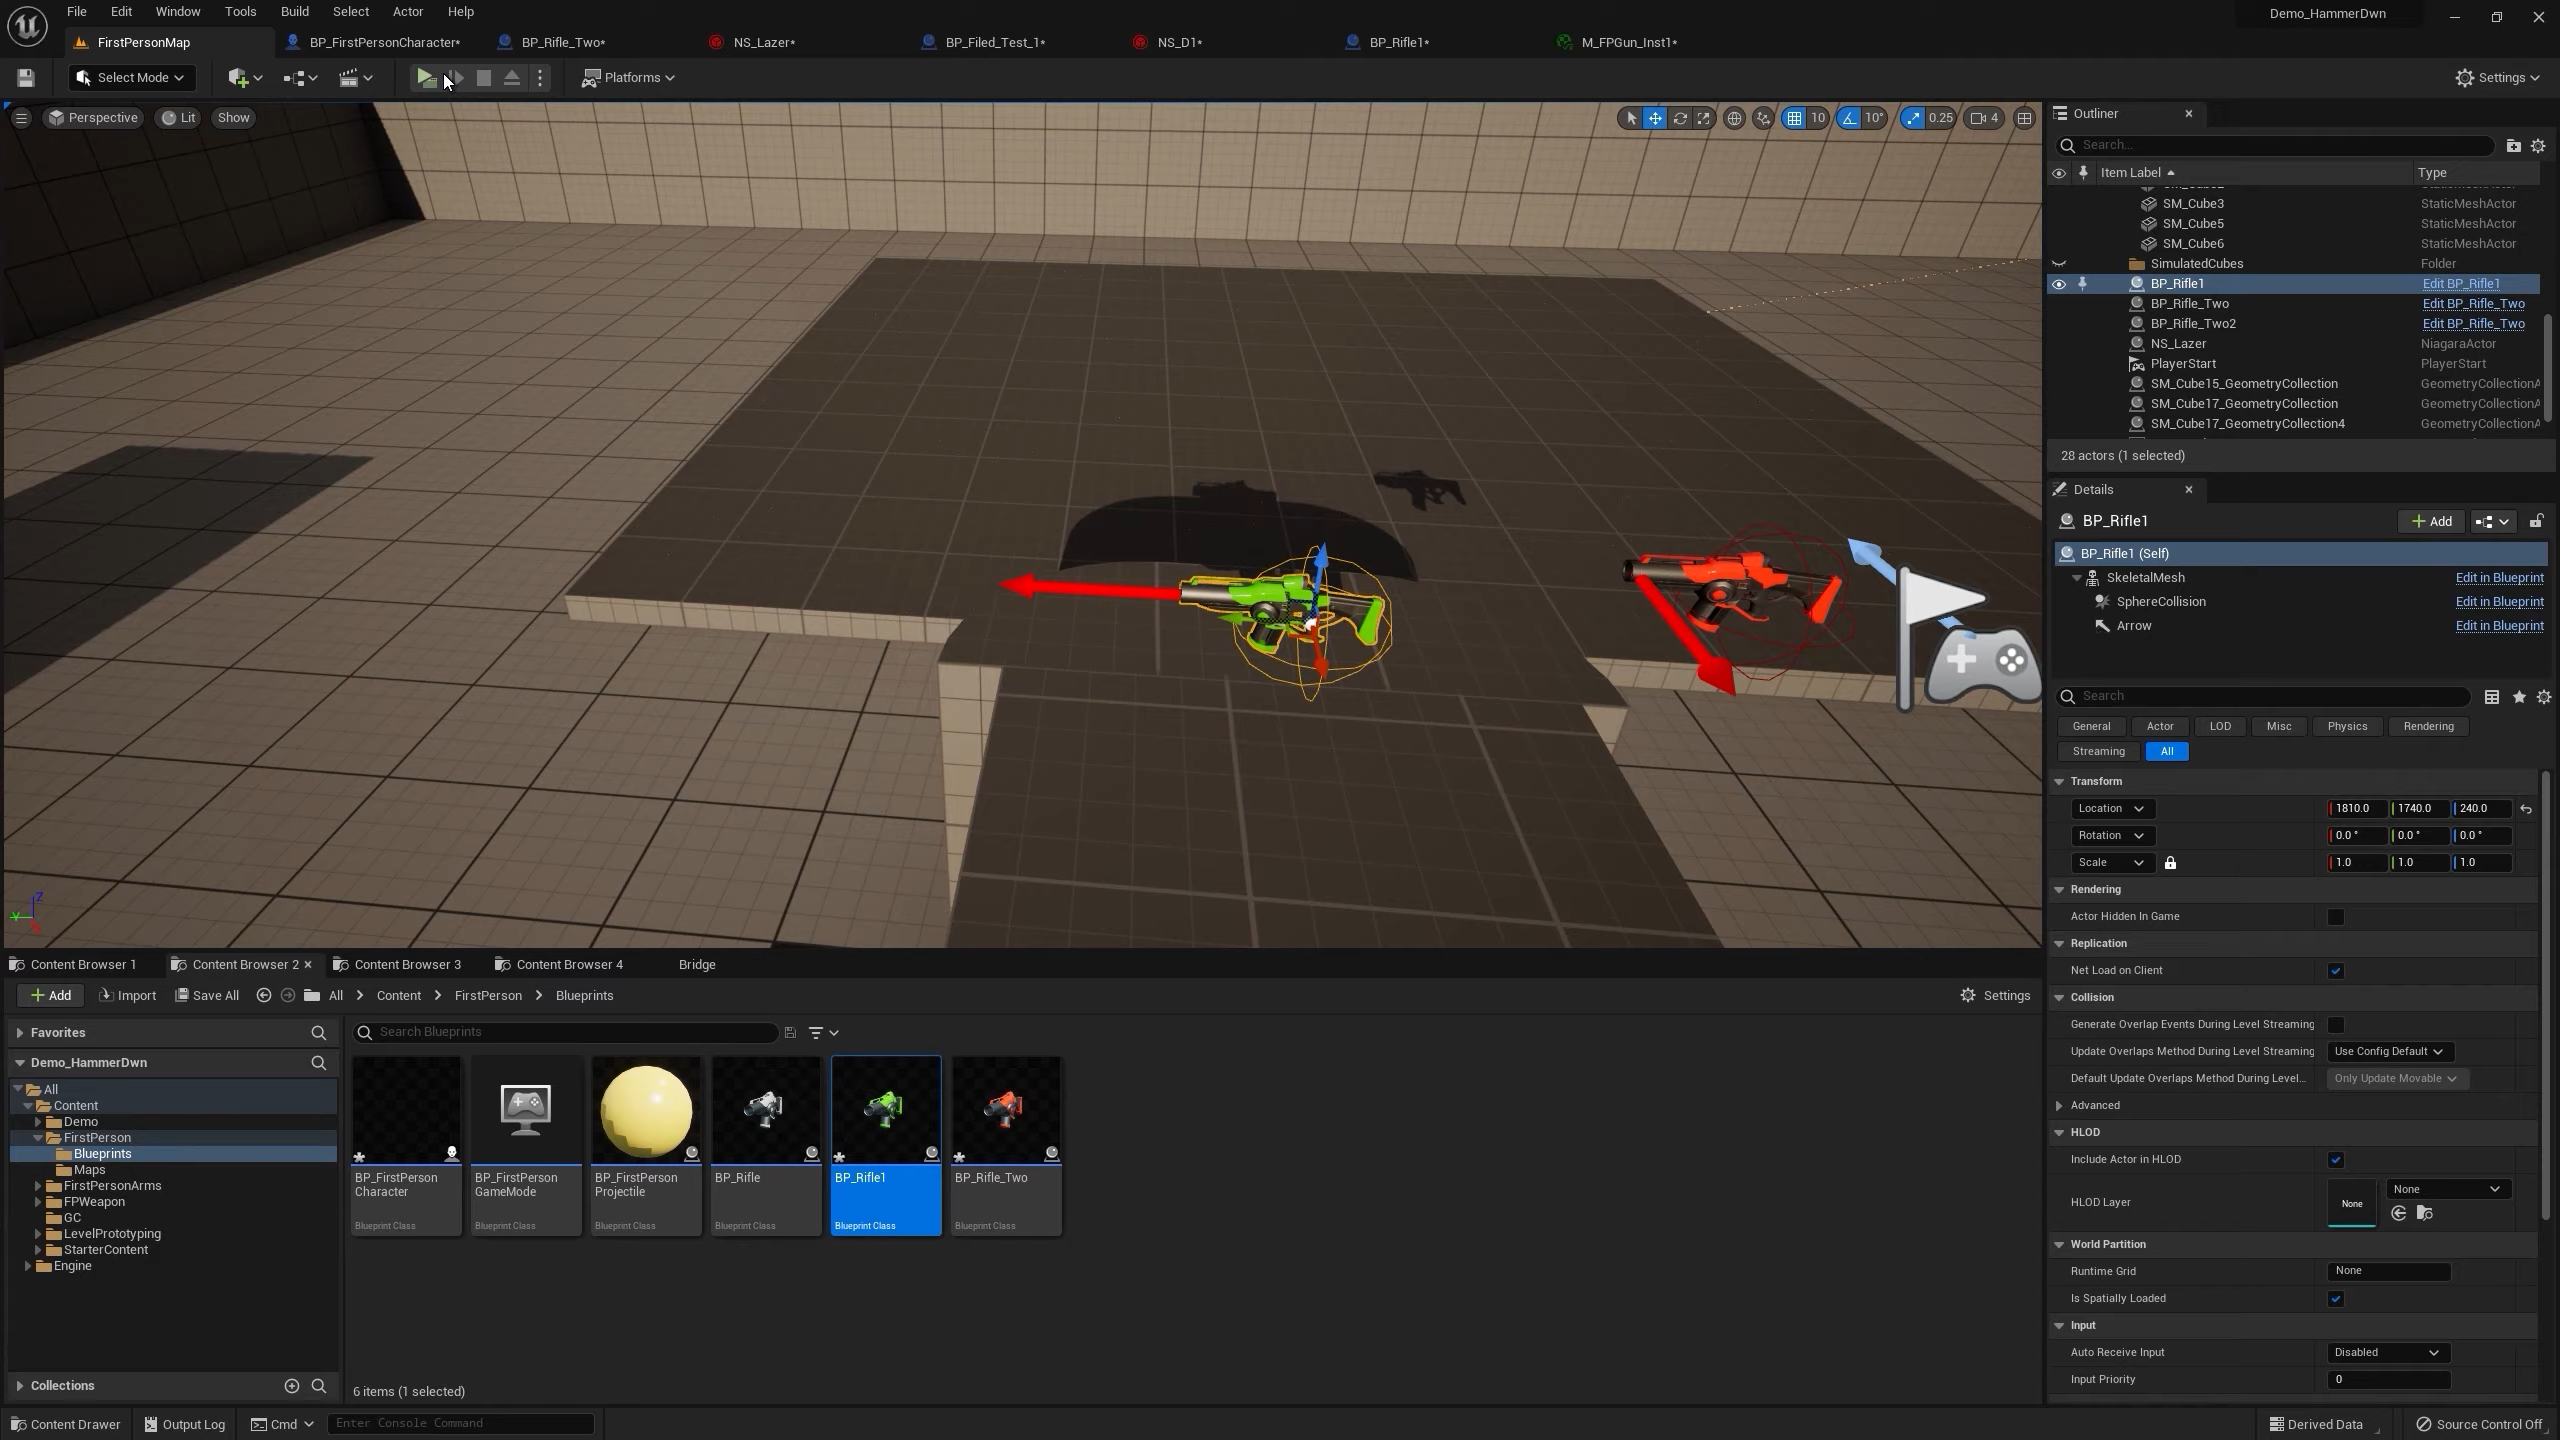 File Edit Window Tools Build Select Actor Help
Demo_HammerDwn
FirstPersonMap
BP_FirstPersonCharacter*
BP_Rifle_Two*
NS_Lazer*
BP_Filed_Test_1*
NS_D1*
BP_Rifle1*
M_FPGun_Inst1*
Select Mode
Platforms
Settings
Perspective
Lit
Show
10
10°
0.25
4
Outliner
Search...
Item Label
Type
SM_Cube3 StaticMeshActor
SM_Cube5 StaticMeshActor
SM_Cube6 StaticMeshActor
SimulatedCubes Folder
BP_Rifle1 Edit BP_Rifle1
BP_Rifle_Two Edit BP_Rifle_Two
BP_Rifle_Two2 Edit BP_Rifle_Two
NS_Lazer NiagaraActor
PlayerStart PlayerStart
SM_Cube15_GeometryCollection GeometryCollectionA
SM_Cube17_GeometryCollection GeometryCollectionA
SM_Cube17_GeometryCollection4 GeometryCollectionA
28 actors (1 selected)
Details
BP_Rifle1
Add
BP_Rifle1 (Self)
SkeletalMesh Edit in Blueprint
SphereCollision Edit in Blueprint
Arrow Edit in Blueprint
Search
General Actor LOD Misc Physics Rendering
Streaming All
Transform
Location 1810.0 1740.0 240.0
Rotation 0.0 ° 0.0 ° 0.0 °
Scale 1.0 1.0 1.0
Rendering
Actor Hidden In Game
Replication
Net Load on Client
Collision
Generate Overlap Events During Level Streaming
Update Overlaps Method During Level Streaming Use Config Default
Default Update Overlaps Method During Level... Only Update Movable
Advanced
HLOD
Include Actor in HLOD
HLOD Layer None None
World Partition
Runtime Grid None
Is Spatially Loaded
Input
Auto Receive Input Disabled
Input Priority 0
Z
Y
Content Browser 1
Content Browser 2
Content Browser 3
Content Browser 4
Bridge
Add Import Save All
All > Content > FirstPerson > Blueprints
Settings
Favorites
Demo_HammerDwn
All
Content
Demo
FirstPerson
Blueprints
Maps
FirstPersonArms
FPWeapon
GC
LevelPrototyping
StarterContent
Engine
Collections
Search Blueprints
BP_FirstPerson
Character
Blueprint Class
BP_FirstPerson
GameMode
Blueprint Class
BP_FirstPerson
Projectile
Blueprint Class
BP_Rifle
Blueprint Class
BP_Rifle1
Blueprint Class
BP_Rifle_Two
Blueprint Class
6 items (1 selected)
Content Drawer
Output Log
Cmd
Enter Console Command
Derived Data
Source Control Off